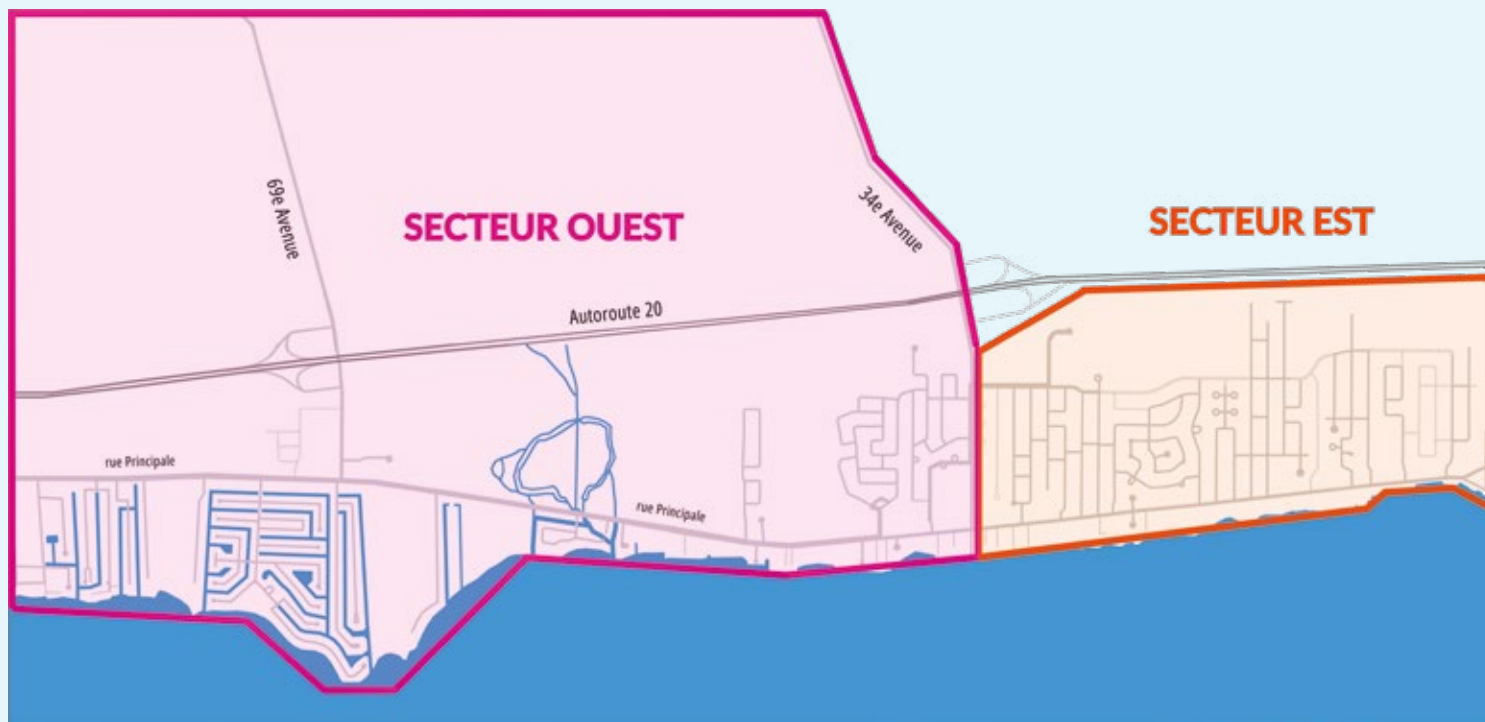 69e Avenue
SECTEUR OUEST
34e Avenue
SECTEUR EST
Autoroute 20
rue Principale
rue Principale